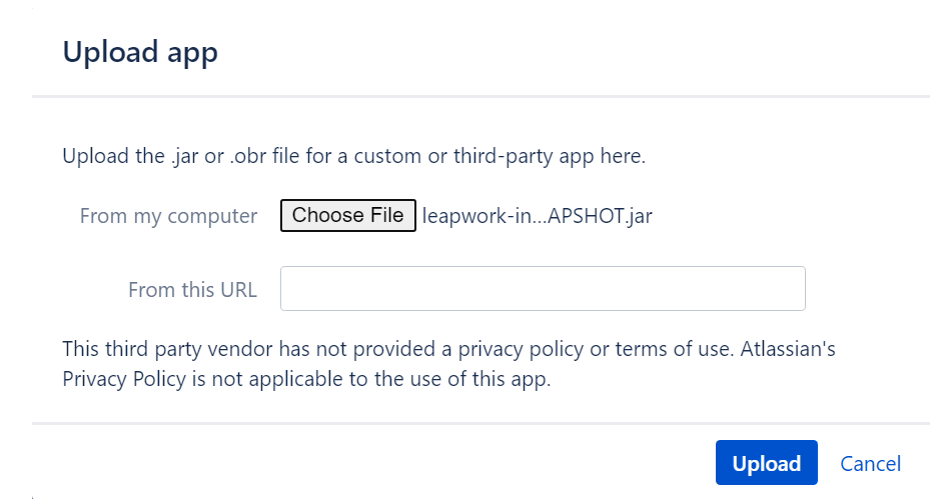 Upload app
Upload the .jar or .obr file for a custom or third-party app here.
From my computer Choose File leapwork-in...APSHOT.jar
From this URL
This third party vendor has not provided a privacy policy or terms of use. Atlassian's
Privacy Policy is not applicable to the use of this app.
Upload Cancel